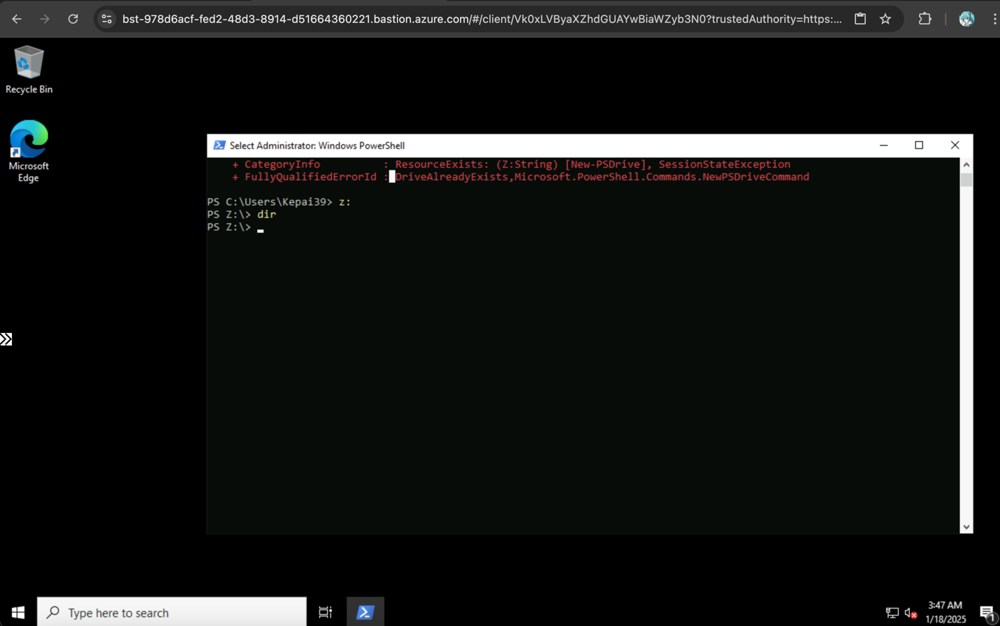 bst-978d6acf-fed2-48d3-8914-d51664360221.bastion.azure.com/#/client/Vk0xLVByaXZhdGUAYwBiaWZyb3N0?trustedAuthority=https:...
Recycle Bin
Microsoft
Edge
Select Administrator: Windows PowerShell
+ CategoryInfo : ResourceExists: (Z:String) [New-PSDrive], SessionStateException
+ FullyQualifiedErrorId : DriveAlreadyExists,Microsoft.PowerShell.Commands.NewPSDriveCommand
PS C:\Users\Kepai39> z:
PS Z:\> dir
PS Z:\> _
Type here to search
3:47 AM
1/18/2025
1